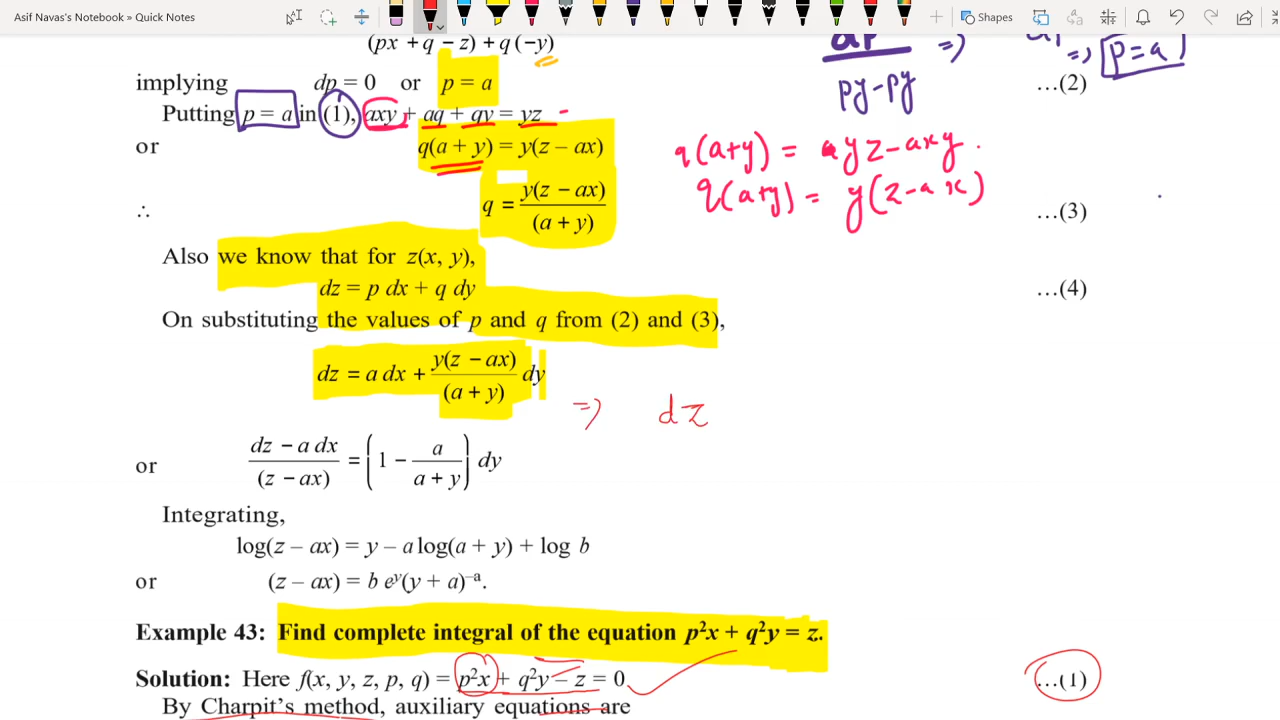 Asif Navas's Notebook » Quick Notes
Shapes
(px + q – z) + q (–y)
implying dp = 0 or p = a ...(2)
=> => p = a
py – py
Putting p = a in (1), axy + aq + qy = yz
or q(a + y) = y(z – ax)
q(a+y) = ayz – axy.
q(a+y) = y(z – ax)
∴ q = y(z – ax) / (a + y) ...(3)
Also we know that for z(x, y),
dz = p dx + q dy ...(4)
On substituting the values of p and q from (2) and (3),
dz = a dx + y(z – ax) / (a + y) dy
=> dz
or (dz – a dx) / (z – ax) = (1 – a / (a + y)) dy
Integrating,
log(z – ax) = y – a log(a + y) + log b
or (z – ax) = b eʸ(y + a)⁻ᵃ.
Example 43: Find complete integral of the equation p²x + q²y = z.
Solution: Here f(x, y, z, p, q) = p²x + q²y – z = 0 ...(1)
By Charpit's method, auxiliary equations are